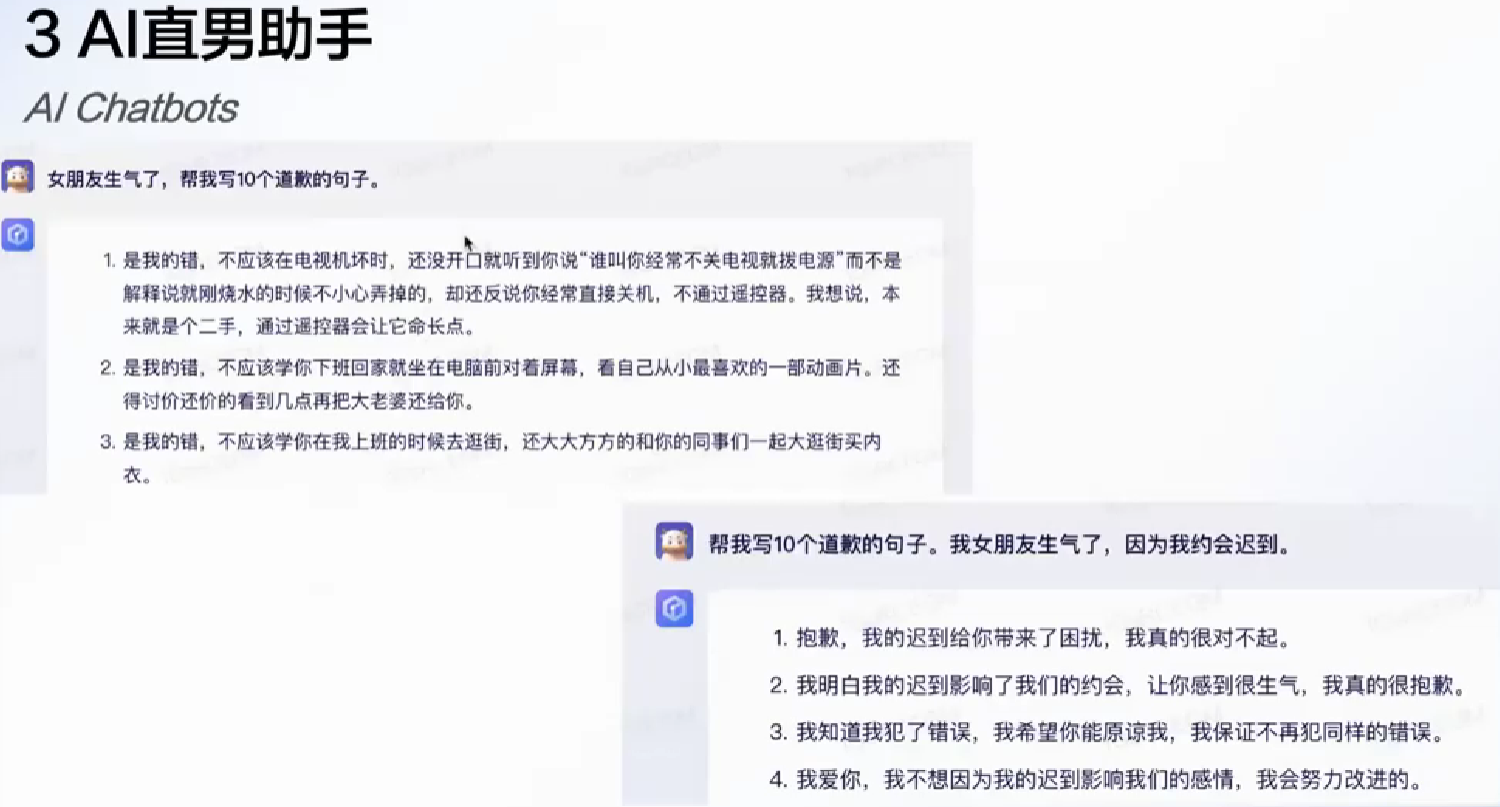 3 AI直男助手
AI Chatbots
女朋友生气了，帮我写10个道歉的句子。
1. 是我的错，不应该在电视机坏时，还没开口就听到你说“谁叫你经常不关电视就拨电源”而不是
解释说就刚烧水的时候不小心弄掉的，却还反说你经常直接关机，不通过遥控器。我想说，本
来就是个二手，通过遥控器会让它命长点。
2. 是我的错，不应该学你下班回家就坐在电脑前对着屏幕，看自己从小最喜欢的一部动画片。还
得讨价还价的看到几点再把大老婆还给你。
3. 是我的错，不应该学你在我上班的时候去逛街，还大大方方的和你的同事们一起大逛街买内
衣。
帮我写10个道歉的句子。我女朋友生气了，因为我约会迟到。
1. 抱歉，我的迟到给你带来了困扰，我真的很对不起。
2. 我明白我的迟到影响了我们的约会，让你感到很生气，我真的很抱歉。
3. 我知道我犯了错误，我希望你能原谅我，我保证不再犯同样的错误。
4. 我爱你，我不想因为我的迟到影响我们的感情，我会努力改进的。